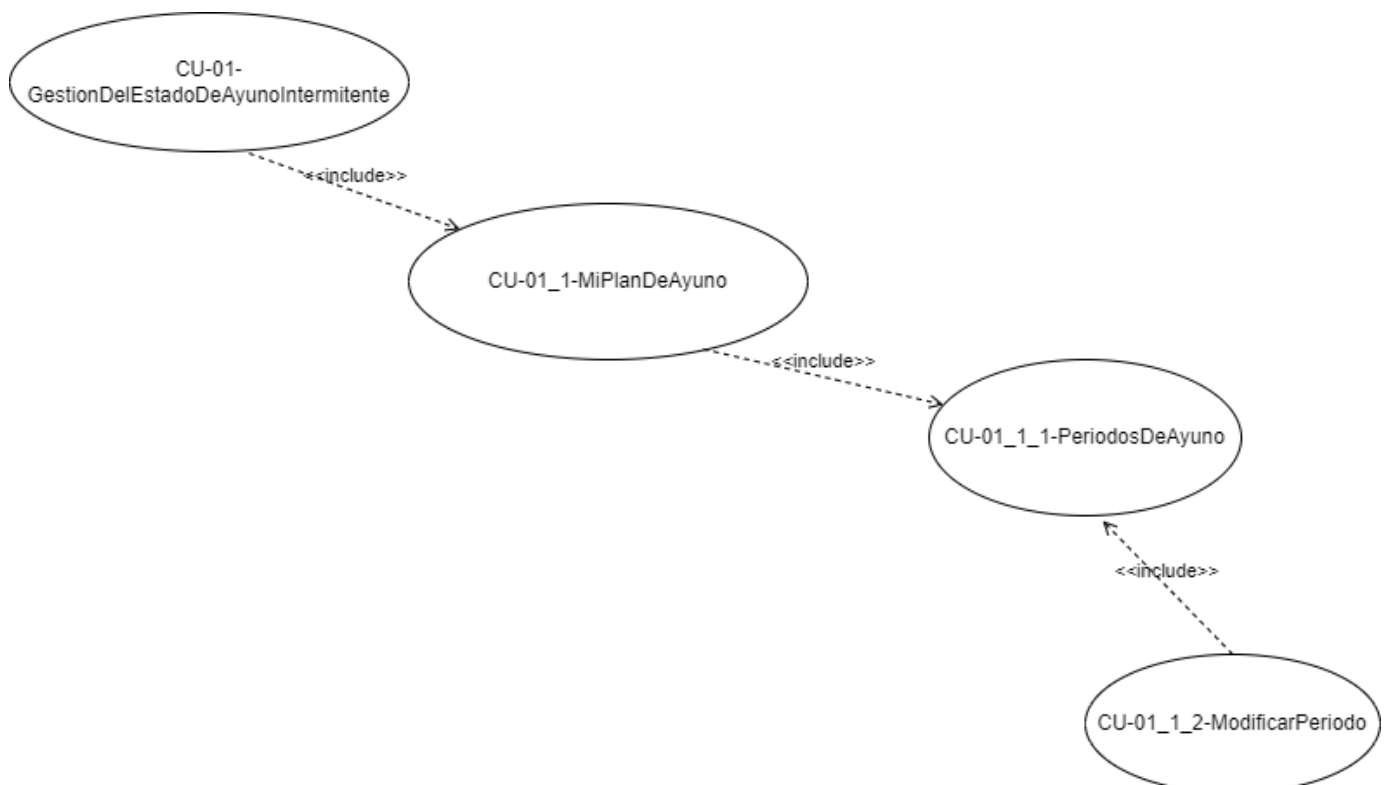 CU-01-
GestionDelEstadoDeAyunoIntermitente
<<include>>
CU-01_1-MiPlanDeAyuno
<<include>>
CU-01_1_1-PeriodosDeAyuno
<<include>>
CU-01_1_2-ModificarPeriodo